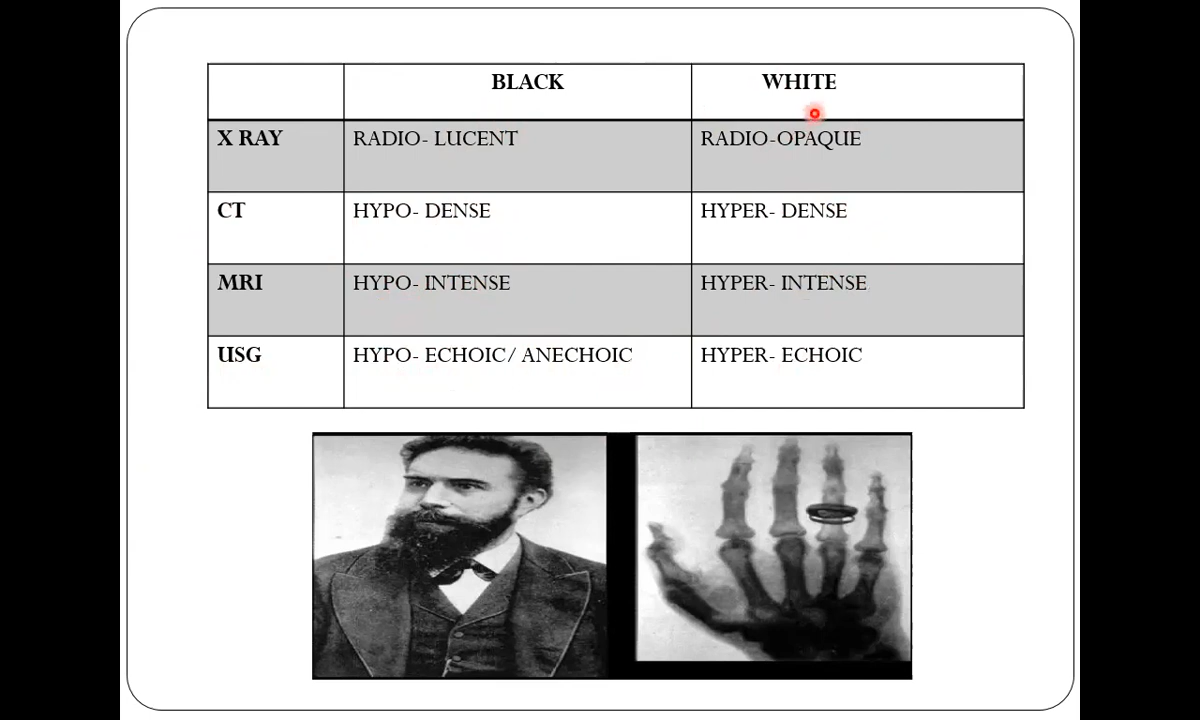 BLACK WHITE
X RAY RADIO- LUCENT RADIO-OPAQUE
CT HYPO- DENSE HYPER- DENSE
MRI HYPO- INTENSE HYPER- INTENSE
USG HYPO- ECHOIC/ ANECHOIC HYPER- ECHOIC